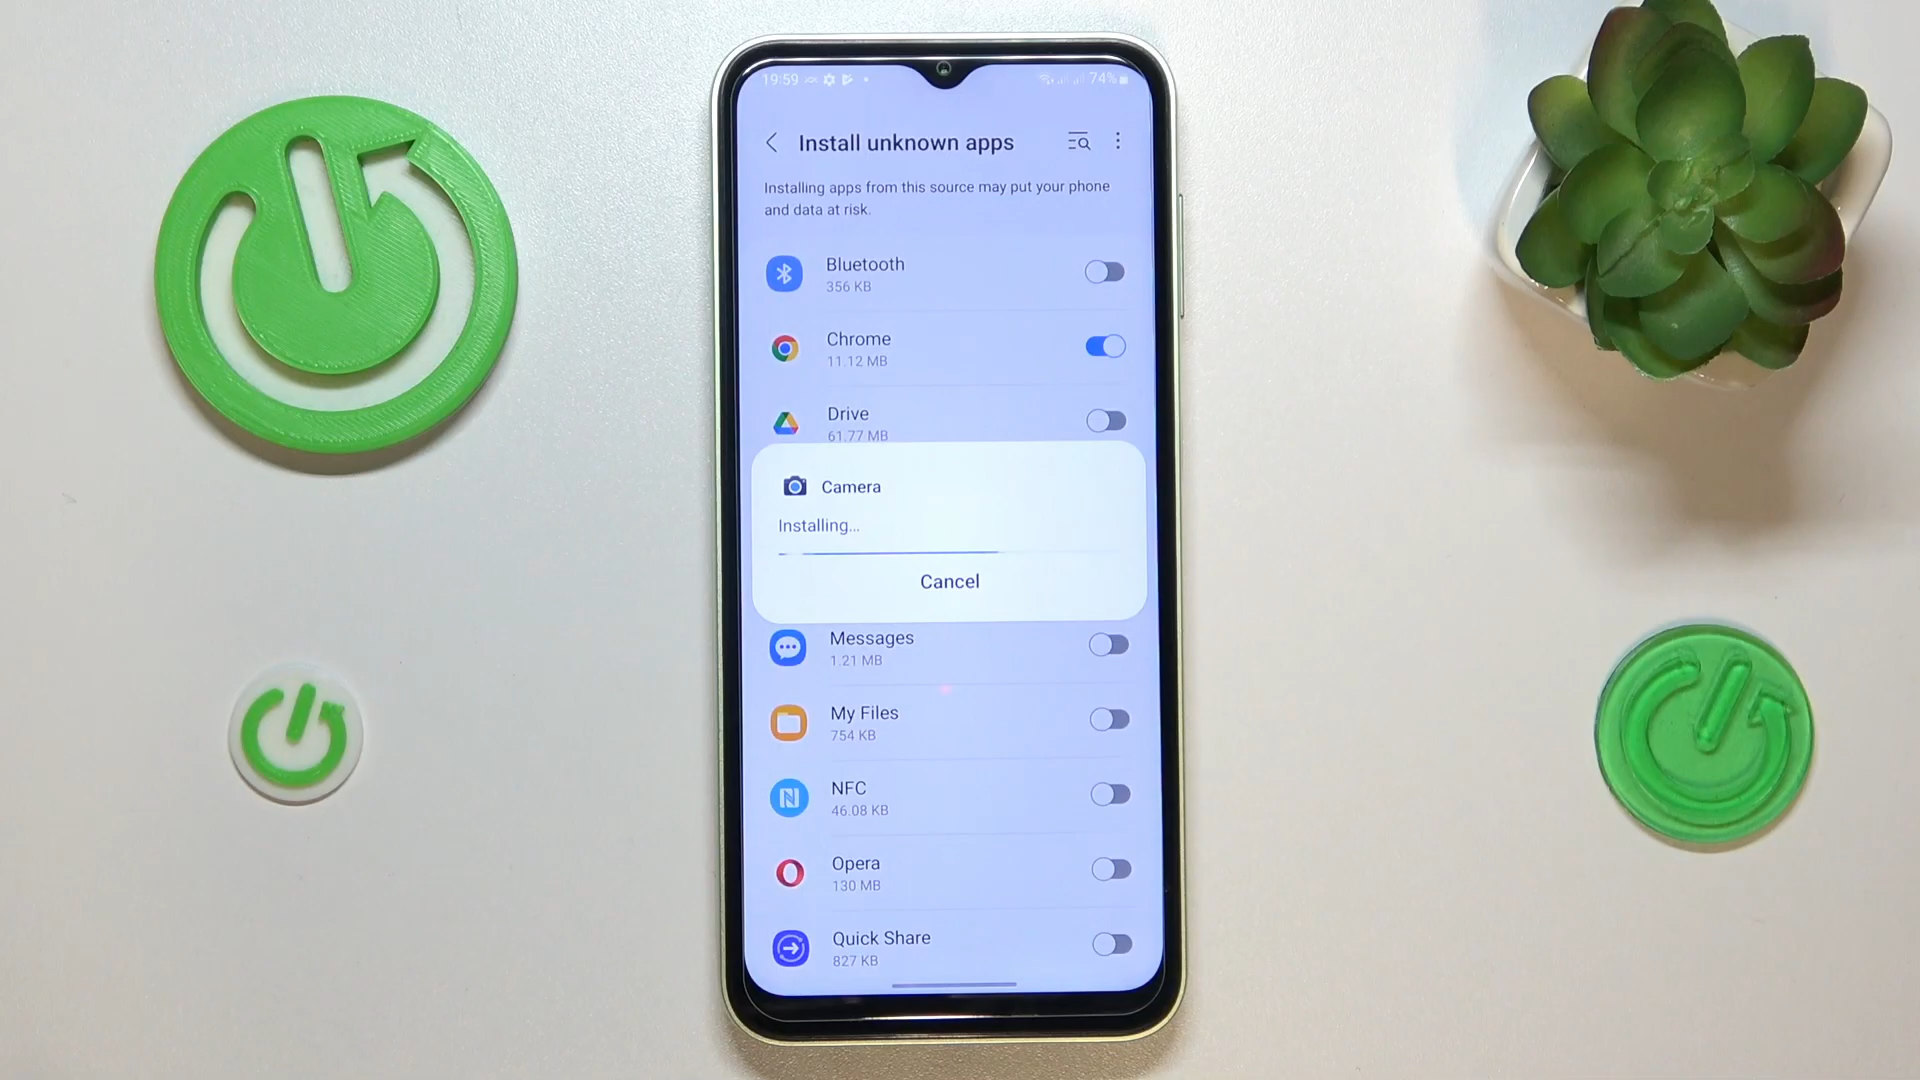 19:59 74%
Install unknown apps
Installing apps from this source may put your phone
and data at risk.
Bluetooth
356 KB
Chrome
11.12 MB
Drive
61.77 MB
Camera
Installing...
Cancel
Messages
1.21 MB
My Files
754 KB
NFC
46.08 KB
Opera
130 MB
Quick Share
827 KB